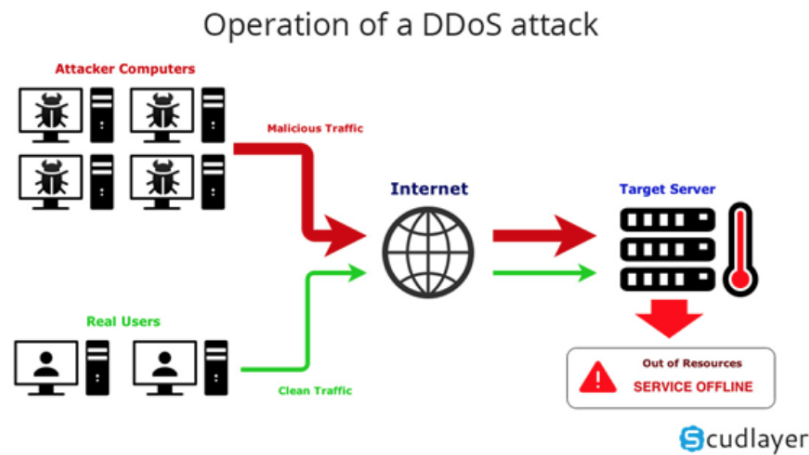 Operation of a DDoS attack
Attacker Computers
Malicious Traffic
Internet
Target Server
Real Users
Clean Traffic
Out of Resources
SERVICE OFFLINE
Scudlayer